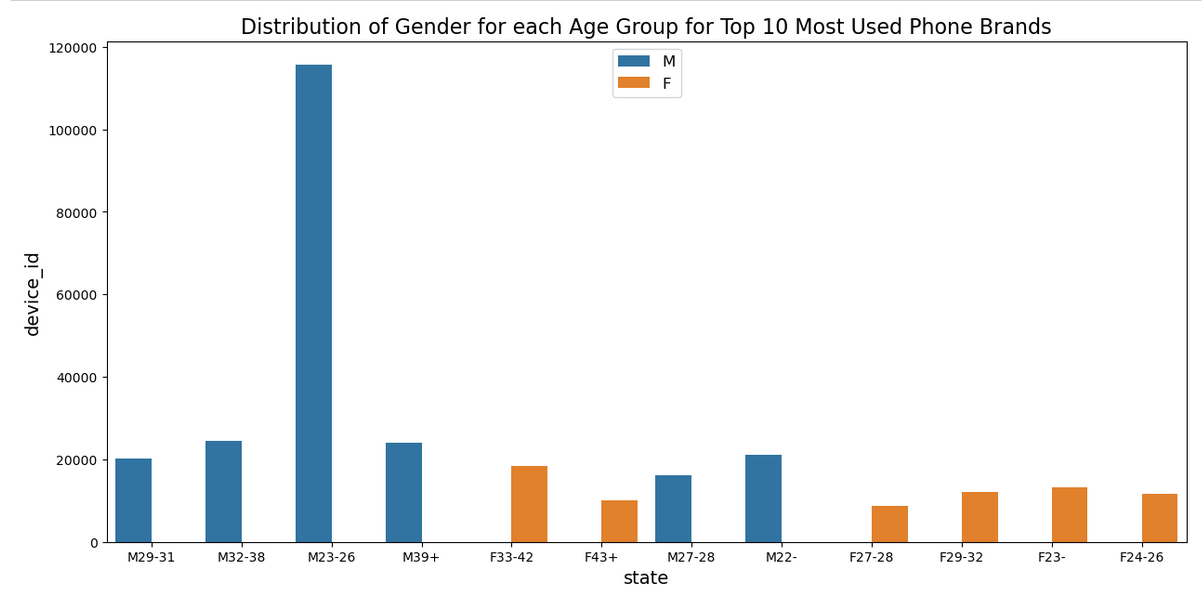 Distribution of Gender for each Age Group for Top 10 Most Used Phone Brands
120000
100000
80000
60000
40000
20000
0
device_id
M
F
M29-31 M32-38 M23-26 M39+ F33-42 F43+ M27-28 M22- F27-28 F29-32 F23- F24-26
state